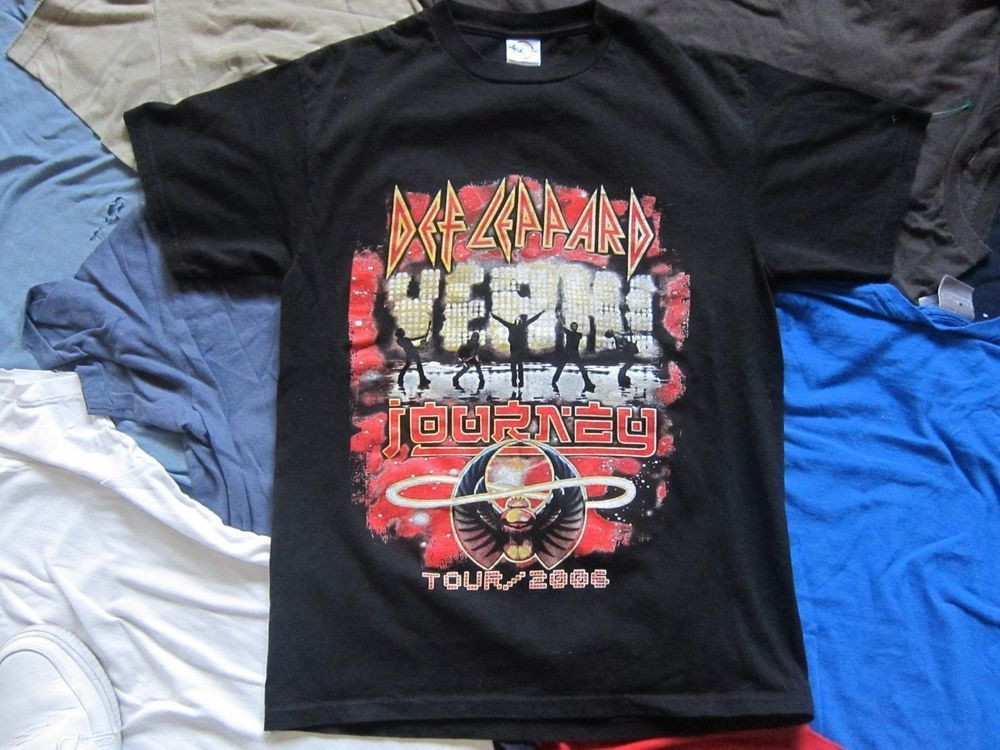 DEF LEPPARD
YEAH!
JOURNEY
TOUR/2006